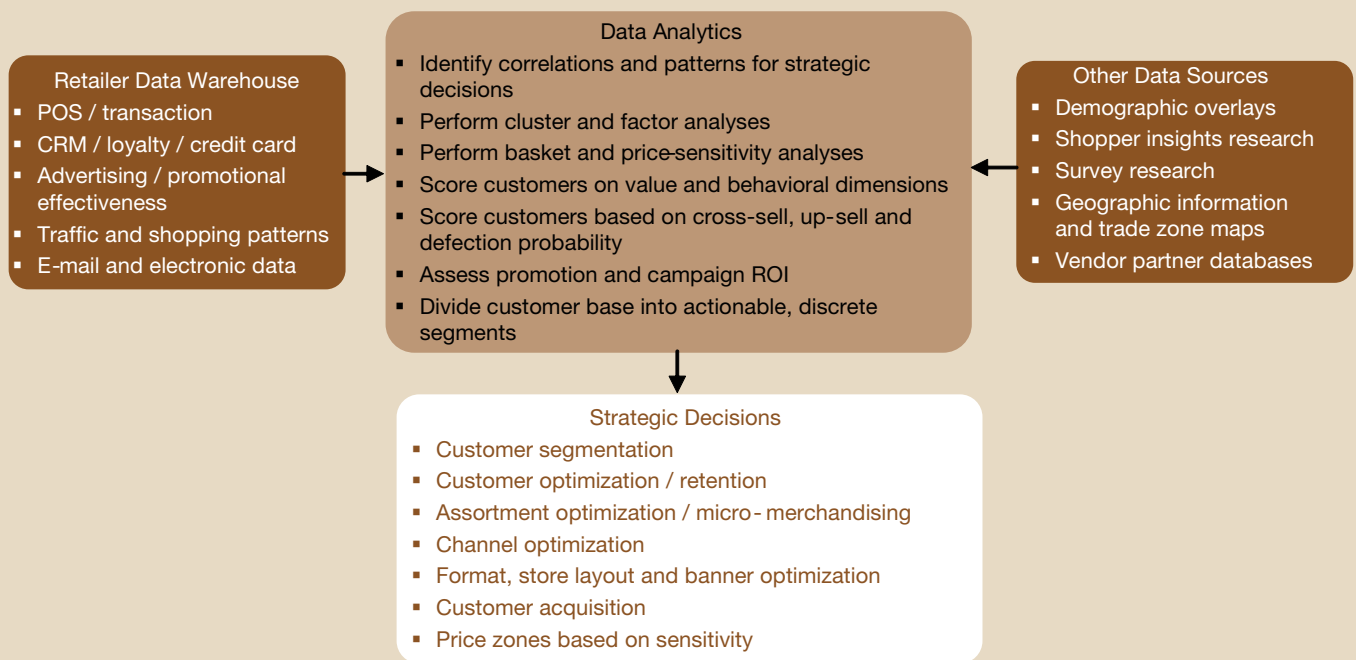 Data Analytics
▪ Identify correlations and patterns for strategic
decisions
▪ Perform cluster and factor analyses
▪ Perform basket and price-sensitivity analyses
▪ Score customers on value and behavioral dimensions
▪ Score customers based on cross-sell, up-sell and
defection probability
▪ Assess promotion and campaign ROI
▪ Divide customer base into actionable, discrete
segments
Retailer Data Warehouse
▪ POS / transaction
▪ CRM / loyalty / credit card
▪ Advertising / promotional
effectiveness
▪ Traffic and shopping patterns
▪ E-mail and electronic data
Other Data Sources
▪ Demographic overlays
▪ Shopper insights research
▪ Survey research
▪ Geographic information
and trade zone maps
▪ Vendor partner databases
Strategic Decisions
▪ Customer segmentation
▪ Customer optimization / retention
▪ Assortment optimization / micro-merchandising
▪ Channel optimization
▪ Format, store layout and banner optimization
▪ Customer acquisition
▪ Price zones based on sensitivity